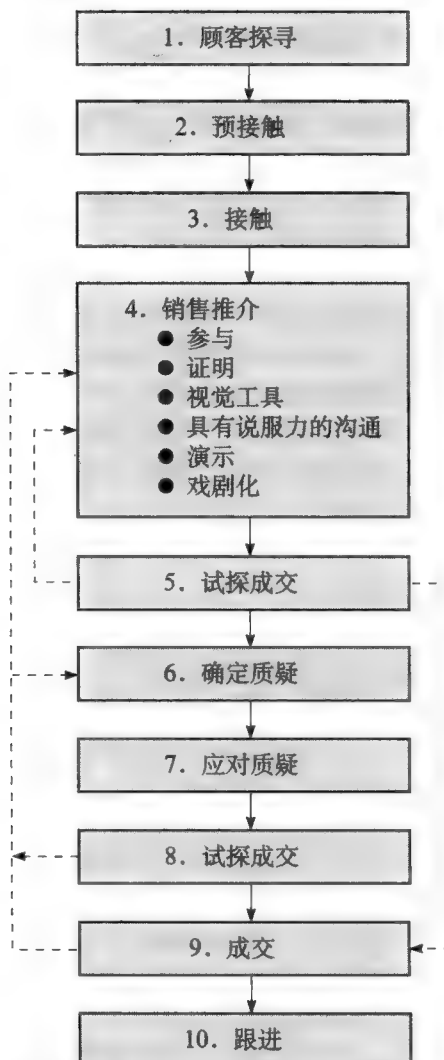 1. 顾客探寻
2. 预接触
3. 接触
4. 销售推介
● 参与
● 证明
● 视觉工具
● 具有说服力的沟通
● 演示
● 戏剧化
5. 试探成交
6. 确定质疑
7. 应对质疑
8. 试探成交
9. 成交
10. 跟进